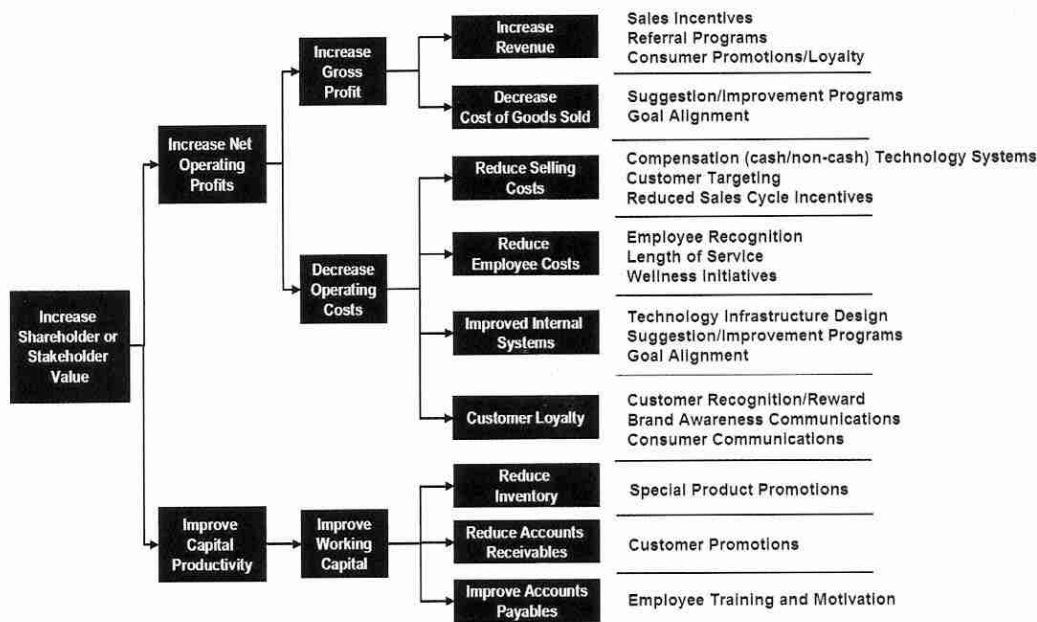 Increase
Shareholder or
Stakeholder
Value
Increase Net
Operating
Profits
Improve
Capital
Productivity
Increase
Gross
Profit
Decrease
Operating
Costs
Improve
Working
Capital
Increase
Revenue
Sales Incentives
Referral Programs
Consumer Promotions/Loyalty
Decrease
Cost of Goods Sold
Suggestion/Improvement Programs
Goal Alignment
Reduce Selling
Costs
Compensation (cash/non-cash) Technology Systems
Customer Targeting
Reduced Sales Cycle Incentives
Reduce
Employee Costs
Employee Recognition
Length of Service
Wellness Initiatives
Improved Internal
Systems
Technology Infrastructure Design
Suggestion/Improvement Programs
Goal Alignment
Customer Loyalty
Customer Recognition/Reward
Brand Awareness Communications
Consumer Communications
Reduce
Inventory
Special Product Promotions
Reduce Accounts
Receivables
Customer Promotions
Improve Accounts
Payables
Employee Training and Motivation